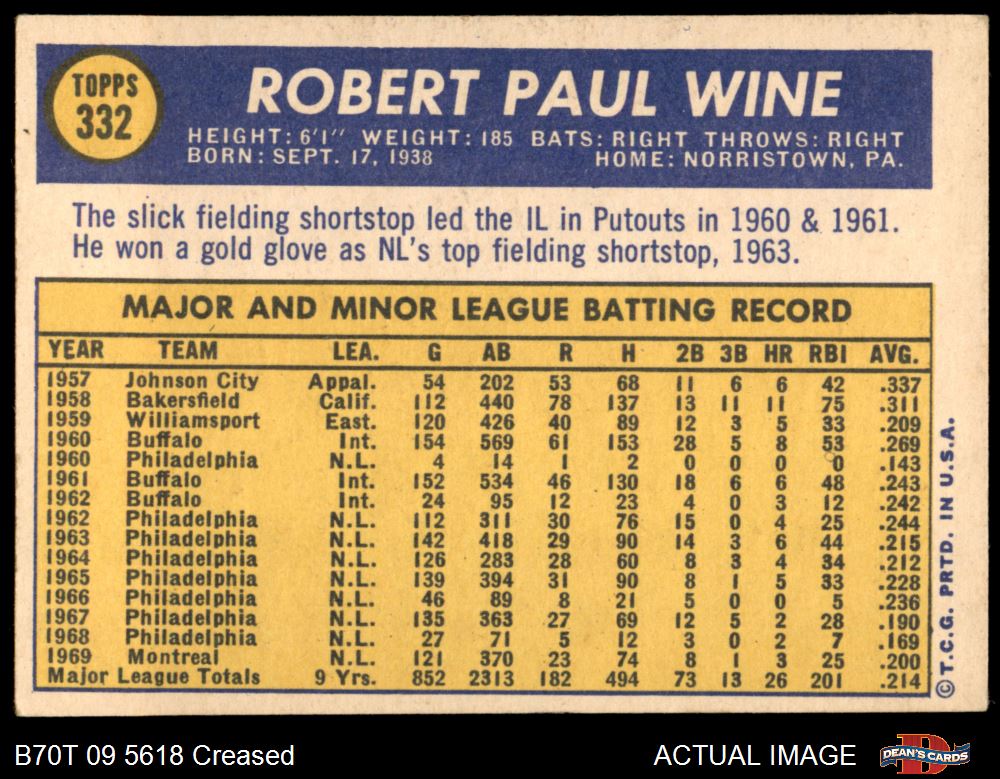 TOPPS
332
ROBERT PAUL WINE
HEIGHT: 6'1" WEIGHT: 185 BATS: RIGHT THROWS: RIGHT
BORN: SEPT. 17, 1938 HOME: NORRISTOWN, PA.
The slick fielding shortstop led the IL in Putouts in 1960 & 1961.
He won a gold glove as NL's top fielding shortstop, 1963.
MAJOR AND MINOR LEAGUE BATTING RECORD
YEAR TEAM LEA. G AB R H 2B 3B HR RBI AVG.
1957 Johnson City Appal. 54 202 53 68 11 6 6 42 .337
1958 Bakersfield Calif. 112 440 78 137 13 11 11 75 .311
1959 Williamsport East. 120 426 40 89 12 3 5 33 .209
1960 Buffalo Int. 154 569 61 153 28 5 8 53 .269
1960 Philadelphia N.L. 4 14 1 2 0 0 0 0 .143
1961 Buffalo Int. 152 534 46 130 18 6 6 48 .243
1962 Buffalo Int. 24 95 12 23 4 0 3 12 .242
1962 Philadelphia N.L. 112 311 30 76 15 0 4 25 .244
1963 Philadelphia N.L. 142 418 29 90 14 3 6 44 .215
1964 Philadelphia N.L. 126 283 28 60 8 3 4 34 .212
1965 Philadelphia N.L. 139 394 31 90 8 1 5 33 .228
1966 Philadelphia N.L. 46 89 8 21 5 0 0 5 .236
1967 Philadelphia N.L. 135 363 27 69 12 5 2 28 .190
1968 Philadelphia N.L. 27 71 5 12 3 0 2 7 .169
1969 Montreal N.L. 121 370 23 74 8 1 3 25 .200
Major League Totals 9 Yrs. 852 2313 182 494 73 13 26 201 .214
© T.C.G. PRTD. IN U.S.A.
B70T 09 5618 Creased
ACTUAL IMAGE
DEAN'S CARDS